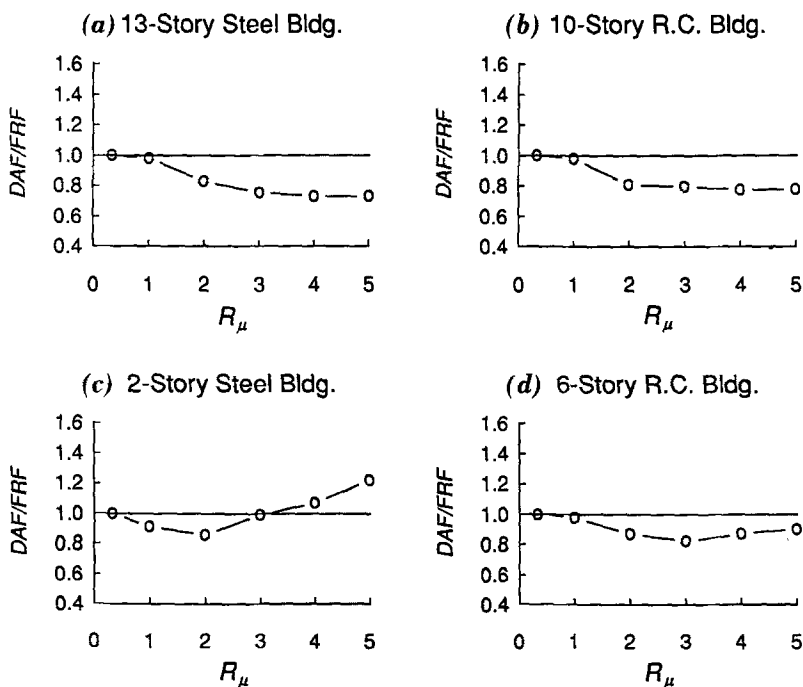 (a) 13-Story Steel Bldg.
DAF/FRF
1.6
1.4
1.2
1.0
0.8
0.6
0.4
0 1 2 3 4 5
Rμ
(b) 10-Story R.C. Bldg.
DAF/FRF
1.6
1.4
1.2
1.0
0.8
0.6
0.4
0 1 2 3 4 5
Rμ
(c) 2-Story Steel Bldg.
DAF/FRF
1.6
1.4
1.2
1.0
0.8
0.6
0.4
0 1 2 3 4 5
Rμ
(d) 6-Story R.C. Bldg.
DAF/FRF
1.6
1.4
1.2
1.0
0.8
0.6
0.4
0 1 2 3 4 5
Rμ